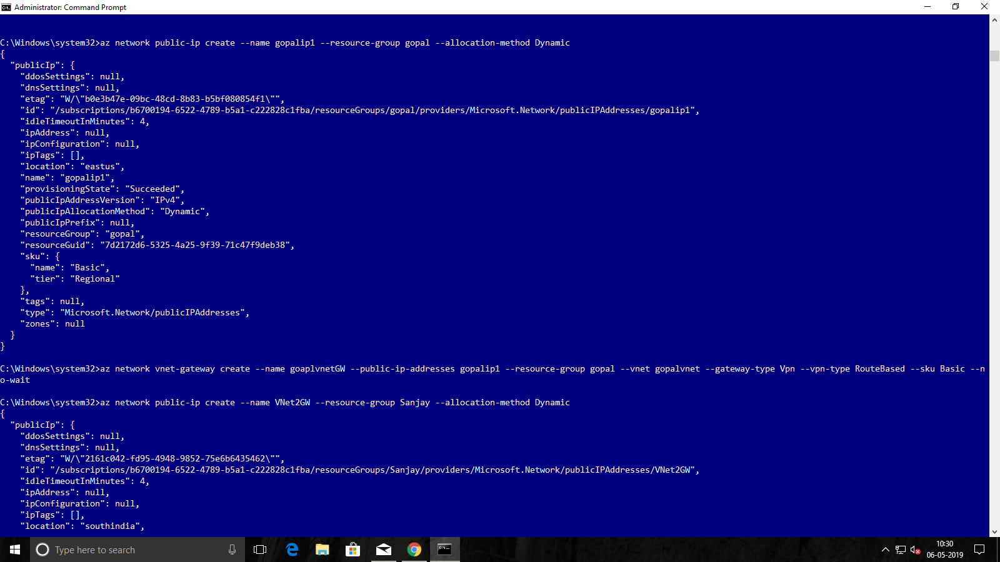 Administrator: Command Prompt
C:\Windows\system32>az network public-ip create --name gopalip1 --resource-group gopal --allocation-method Dynamic
{
  "publicIp": {
    "ddosSettings": null,
    "dnsSettings": null,
    "etag": "W/\"b0e3b47e-09bc-48cd-8b83-b5bf080854f1\"",
    "id": "/subscriptions/b6700194-6522-4789-b5a1-c222828c1fba/resourceGroups/gopal/providers/Microsoft.Network/publicIPAddresses/gopalip1",
    "idleTimeoutInMinutes": 4,
    "ipAddress": null,
    "ipConfiguration": null,
    "ipTags": [],
    "location": "eastus",
    "name": "gopalip1",
    "provisioningState": "Succeeded",
    "publicIpAddressVersion": "IPv4",
    "publicIpAllocationMethod": "Dynamic",
    "publicIpPrefix": null,
    "resourceGroup": "gopal",
    "resourceGuid": "7d2172d6-5325-4a25-9f39-71c47f9deb38",
    "sku": {
      "name": "Basic",
      "tier": "Regional"
    },
    "tags": null,
    "type": "Microsoft.Network/publicIPAddresses",
    "zones": null
  }
}
C:\Windows\system32>az network vnet-gateway create --name goaplvnetGW --public-ip-addresses gopalip1 --resource-group gopal --vnet gopalvnet --gateway-type Vpn --vpn-type RouteBased --sku Basic --n
o-wait
C:\Windows\system32>az network public-ip create --name VNet2GW --resource-group Sanjay --allocation-method Dynamic
{
  "publicIp": {
    "ddosSettings": null,
    "dnsSettings": null,
    "etag": "W/\"2161c042-fd95-4948-9852-75e6b6435462\"",
    "id": "/subscriptions/b6700194-6522-4789-b5a1-c222828c1fba/resourceGroups/Sanjay/providers/Microsoft.Network/publicIPAddresses/VNet2GW",
    "idleTimeoutInMinutes": 4,
    "ipAddress": null,
    "ipConfiguration": null,
    "ipTags": [],
    "location": "southindia",
Type here to search
10:30
06-05-2019